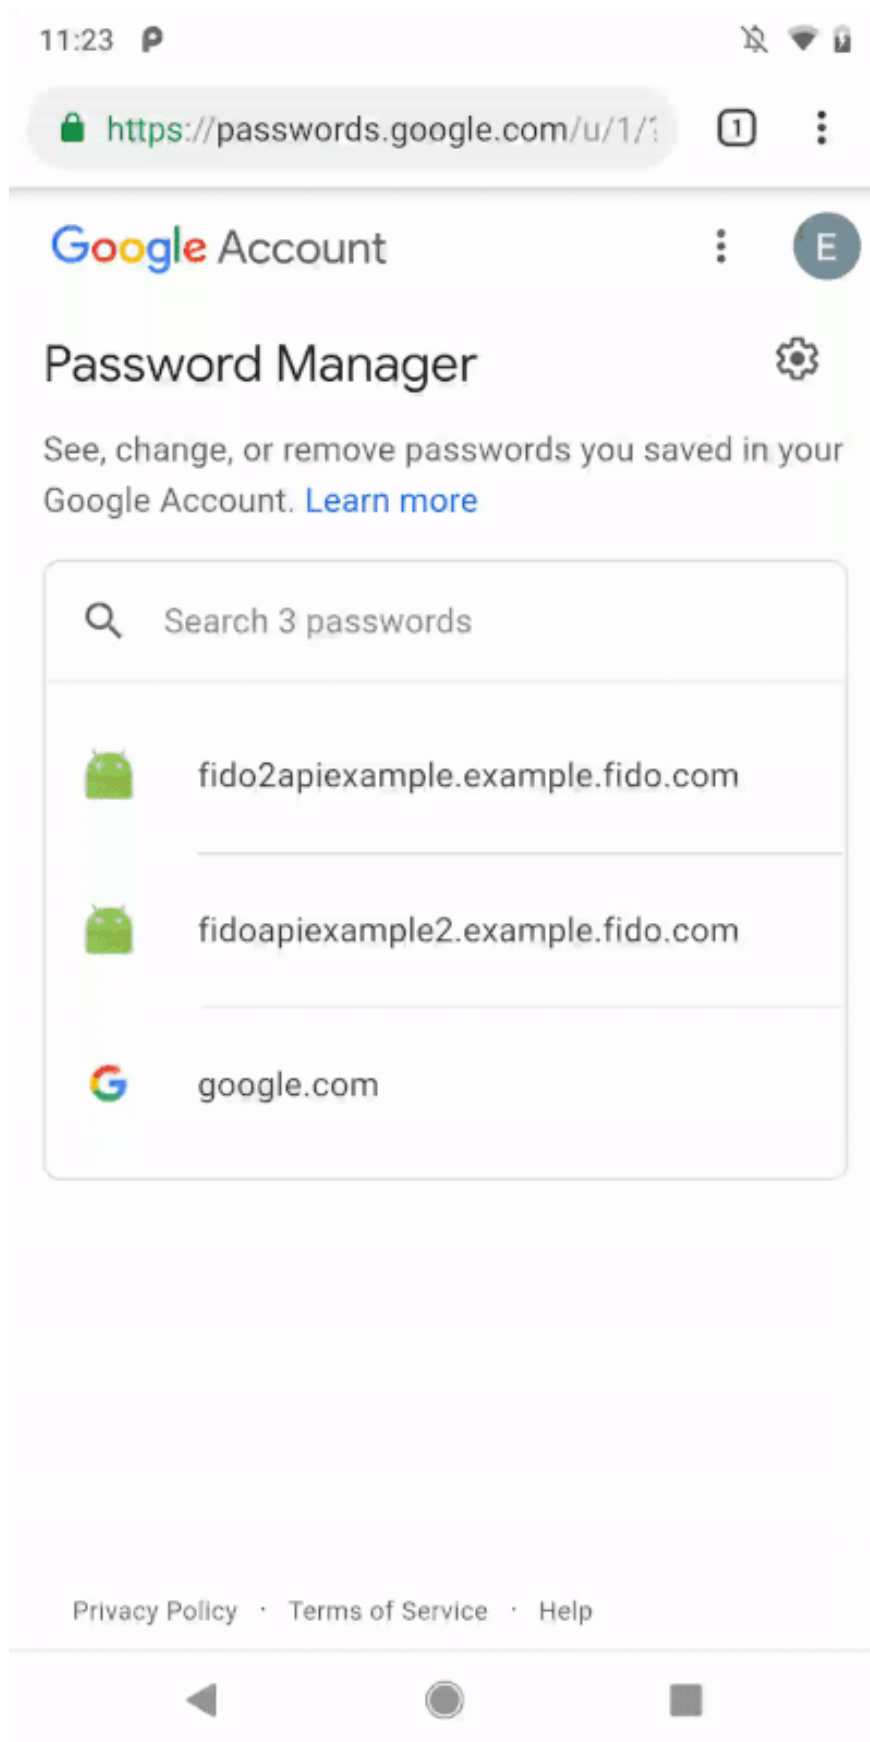 11:23
https://passwords.google.com/u/1/
1
Google Account
E
Password Manager
See, change, or remove passwords you saved in your
Google Account. Learn more
Search 3 passwords
fido2apiexample.example.fido.com
fidoapiexample2.example.fido.com
google.com
Privacy Policy · Terms of Service · Help